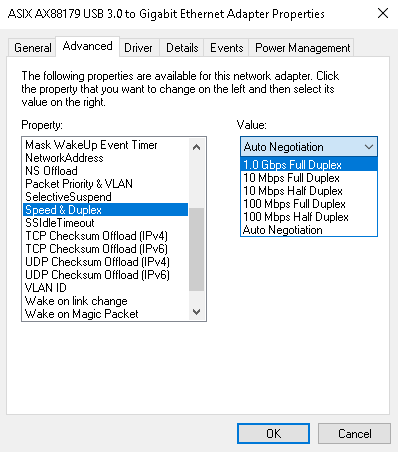 ASIX AX88179 USB 3.0 to Gigabit Ethernet Adapter Properties
General
Advanced
Driver
Details
Events
Power Management
The following properties are available for this network adapter. Click
the property that you want to change on the left and then select its
value on the right.
Property:
Mask WakeUp Event Timer
NetworkAddress
NS Offload
Packet Priority & VLAN
SelectiveSuspend
Speed & Duplex
SSIdleTimeout
TCP Checksum Offload (IPv4)
TCP Checksum Offload (IPv6)
UDP Checksum Offload (IPv4)
UDP Checksum Offload (IPv6)
VLAN ID
Wake on link change
Wake on Magic Packet
Value:
Auto Negotiation
1.0 Gbps Full Duplex
10 Mbps Full Duplex
10 Mbps Half Duplex
100 Mbps Full Duplex
100 Mbps Half Duplex
Auto Negotiation
OK
Cancel